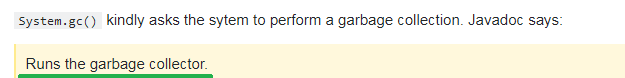 System.gc() kindly asks the sytem to perform a garbage collection. Javadoc says:
Runs the garbage collector.